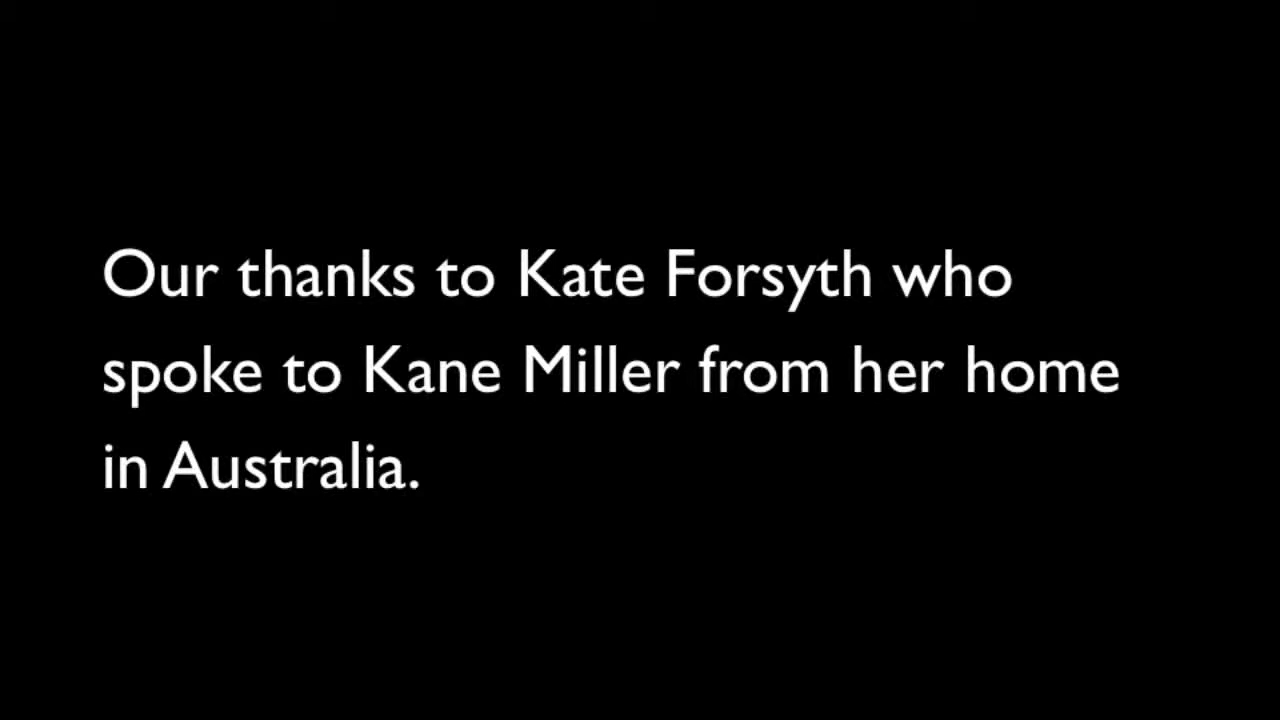 Our thanks to Kate Forsyth who
spoke to Kane Miller from her home
in Australia.